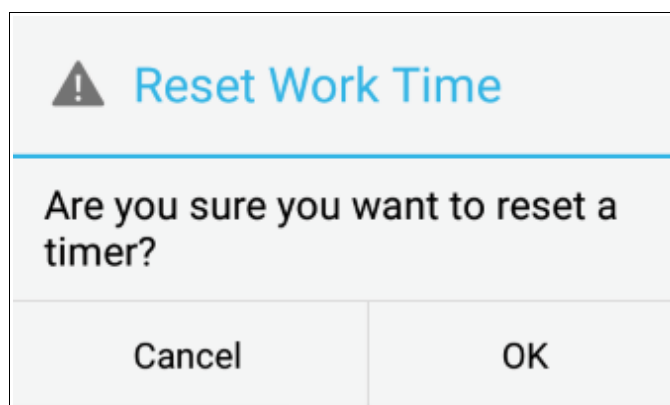 Reset Work Time
Are you sure you want to reset a
timer?
Cancel
OK